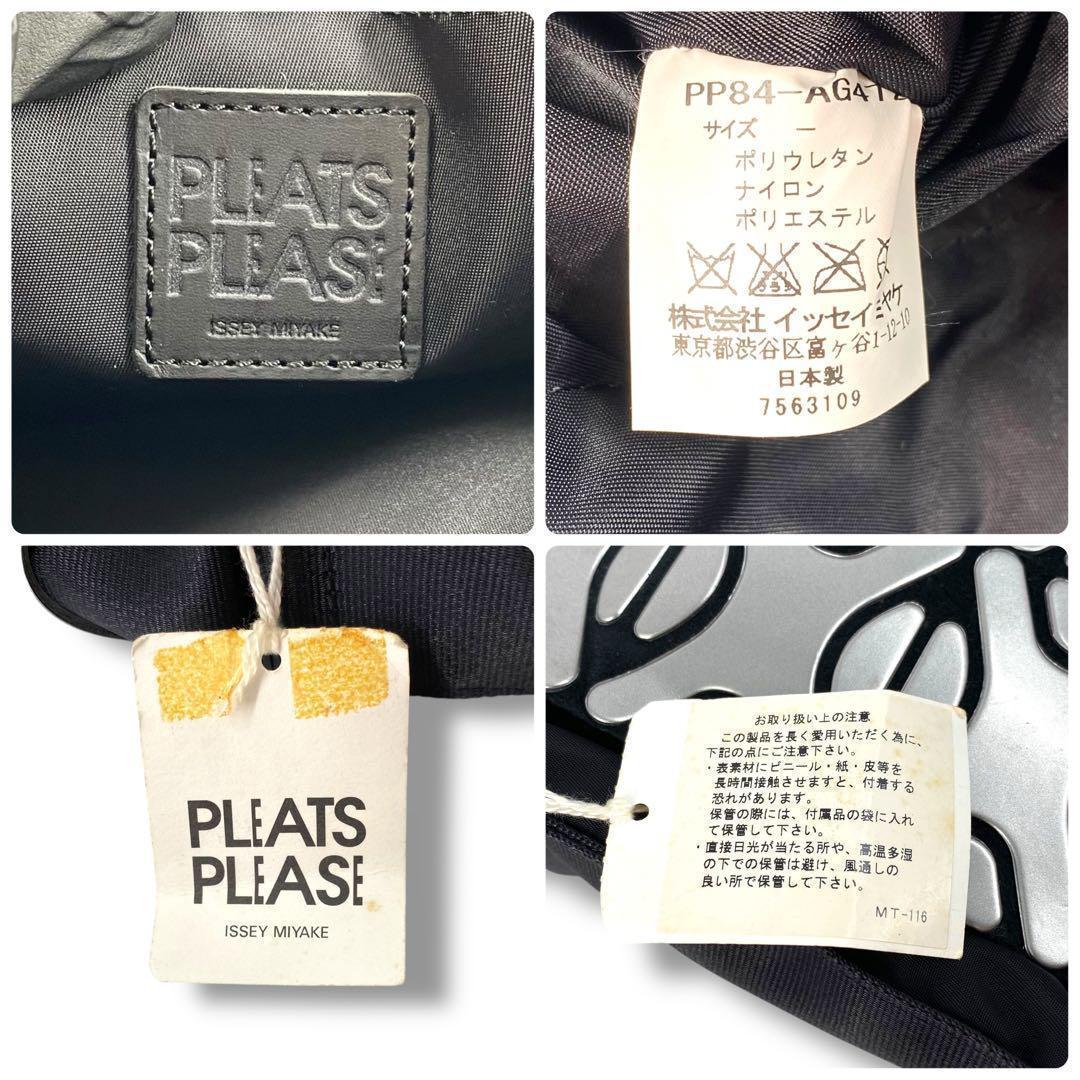 PLEATS
PLEASE
ISSEY MIYAKE
PP84-AG412
サイズ —
ポリウレタン
ナイロン
ポリエステル
株式会社 イッセイミヤケ
東京都渋谷区富ヶ谷1-12-10
日本製
7563109
PLEATS
PLEASE
ISSEY MIYAKE
お取り扱い上の注意
この製品を長く愛用いただく為に、
下記の点にご注意下さい。
・表素材にビニール・紙・皮等を
長時間接触させますと、付着する
恐れがあります。
保管の際には、付属品の袋に入れ
て保管して下さい。
・直接日光が当たる所や、高温多湿
の下での保管は避け、風通しの
良い所で保管して下さい。
MT-116